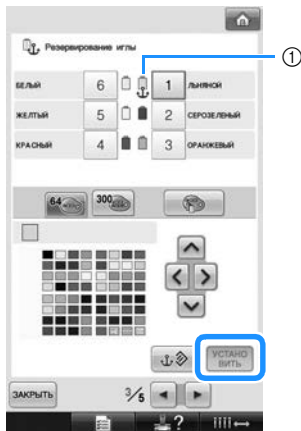 Резервирование иглы
①
БЕЛЫЙ 6 1 ЛЬНЯНОЙ
ЖЕЛТЫЙ 5 2 СЕРОЗЕЛЕНЫЙ
КРАСНЫЙ 4 3 ОРАНЖЕВЫЙ
64 300
УСТАНО
ВИТЬ
ЗАКРЫТЬ 3/5
?